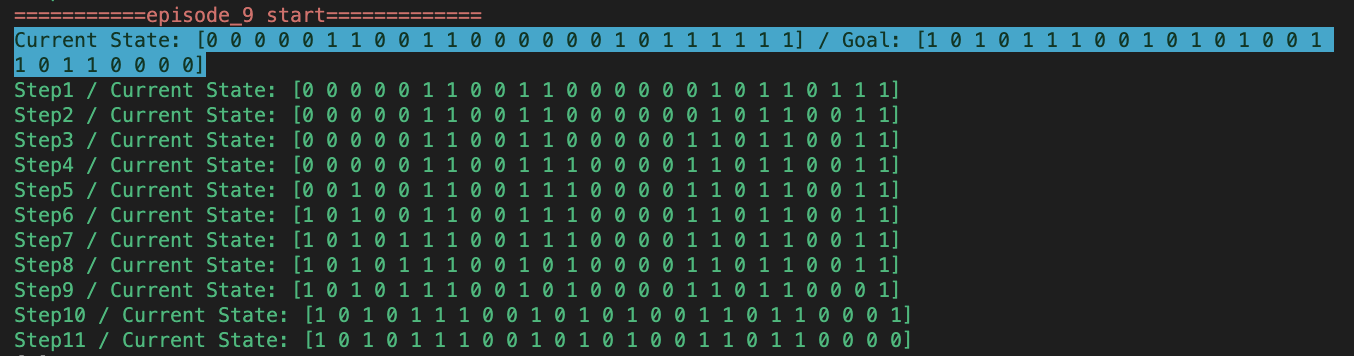 ===========episode_9 start=============
Current State: [0 0 0 0 0 1 1 0 0 1 1 0 0 0 0 0 0 1 0 1 1 1 1 1 1] / Goal: [1 0 1 0 1 1 1 0 0 1 0 1 0 1 0 0 1
1 0 1 1 0 0 0 0]
Step1 / Current State: [0 0 0 0 0 1 1 0 0 1 1 0 0 0 0 0 0 1 0 1 1 0 1 1 1]
Step2 / Current State: [0 0 0 0 0 1 1 0 0 1 1 0 0 0 0 0 0 1 0 1 1 0 0 1 1]
Step3 / Current State: [0 0 0 0 0 1 1 0 0 1 1 0 0 0 0 0 1 1 0 1 1 0 0 1 1]
Step4 / Current State: [0 0 0 0 0 1 1 0 0 1 1 1 0 0 0 0 1 1 0 1 1 0 0 1 1]
Step5 / Current State: [0 0 1 0 0 1 1 0 0 1 1 1 0 0 0 0 1 1 0 1 1 0 0 1 1]
Step6 / Current State: [1 0 1 0 0 1 1 0 0 1 1 1 0 0 0 0 1 1 0 1 1 0 0 1 1]
Step7 / Current State: [1 0 1 0 1 1 1 0 0 1 1 1 0 0 0 0 1 1 0 1 1 0 0 1 1]
Step8 / Current State: [1 0 1 0 1 1 1 0 0 1 0 1 0 0 0 0 1 1 0 1 1 0 0 1 1]
Step9 / Current State: [1 0 1 0 1 1 1 0 0 1 0 1 0 0 0 0 1 1 0 1 1 0 0 0 1]
Step10 / Current State: [1 0 1 0 1 1 1 0 0 1 0 1 0 1 0 0 1 1 0 1 1 0 0 0 1]
Step11 / Current State: [1 0 1 0 1 1 1 0 0 1 0 1 0 1 0 0 1 1 0 1 1 0 0 0 0]